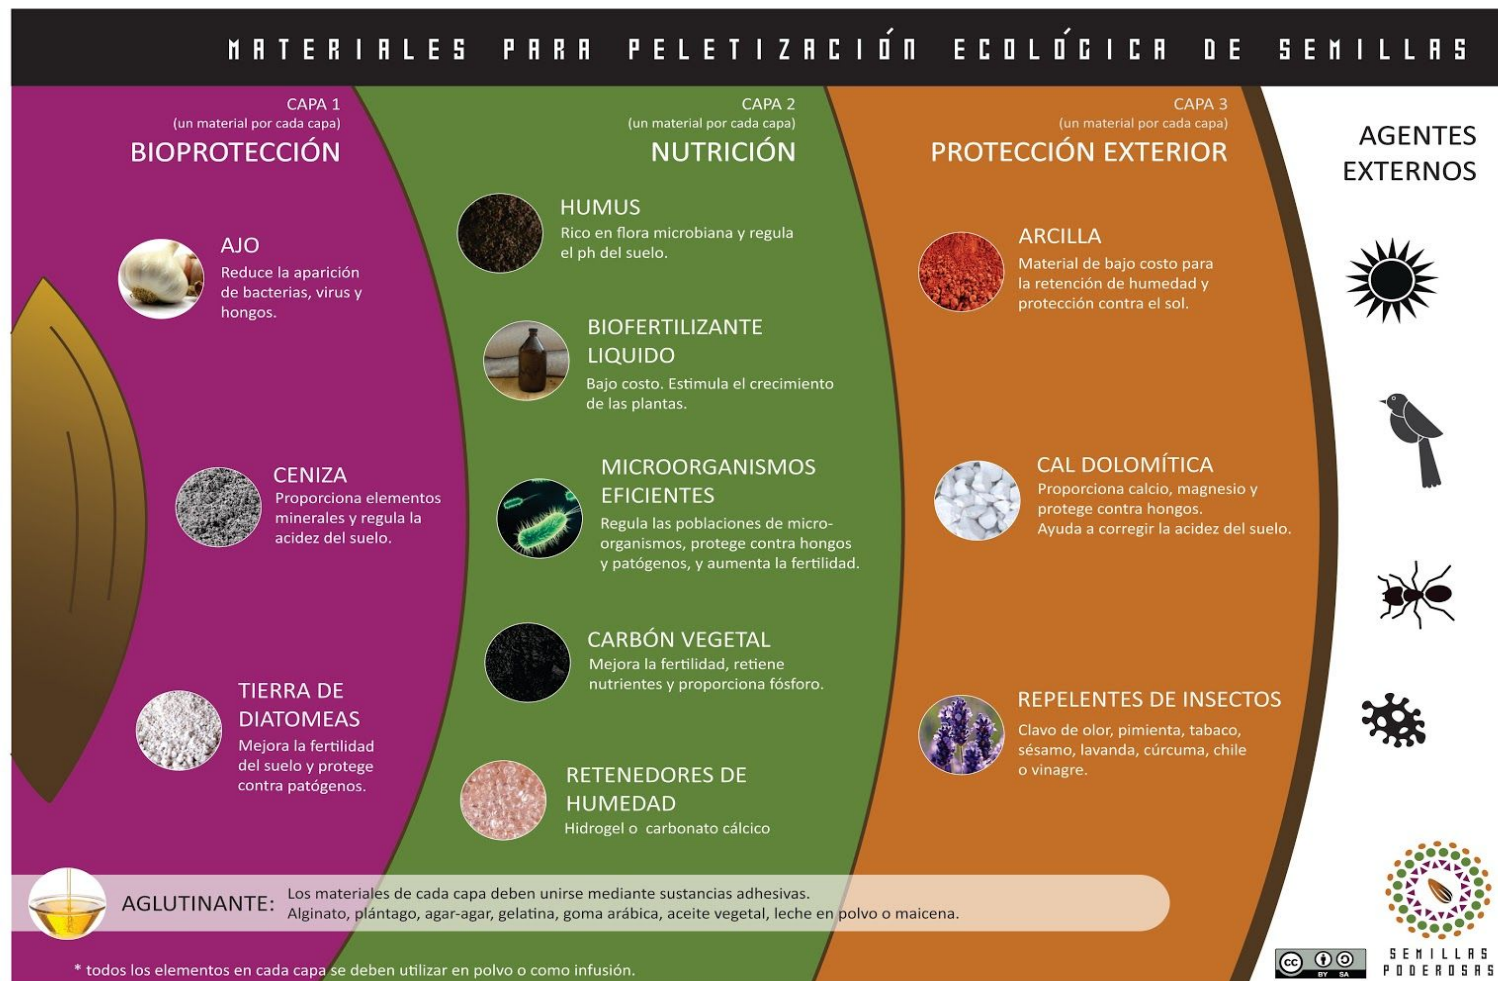 MATERIALES PARA PELETIZACIÓN ECOLÓGICA DE SEMILLAS
CAPA 1
(un material por cada capa)
BIOPROTECCIÓN
AJO
Reduce la aparición
de bacterias, virus y
hongos.
CENIZA
Proporciona elementos
minerales y regula la
acidez del suelo.
TIERRA DE
DIATOMEAS
Mejora la fertilidad
del suelo y protege
contra patógenos.
CAPA 2
(un material por cada capa)
NUTRICIÓN
HUMUS
Rico en flora microbiana y regula
el ph del suelo.
BIOFERTILIZANTE
LIQUIDO
Bajo costo. Estimula el crecimiento
de las plantas.
MICROORGANISMOS
EFICIENTES
Regula las poblaciones de micro-
organismos, protege contra hongos
y patógenos, y aumenta la fertilidad.
CARBÓN VEGETAL
Mejora la fertilidad, retiene
nutrientes y proporciona fósforo.
RETENEDORES DE
HUMEDAD
Hidrogel o carbonato cálcico
CAPA 3
(un material por cada capa)
PROTECCIÓN EXTERIOR
ARCILLA
Material de bajo costo para
la retención de humedad y
protección contra el sol.
CAL DOLOMÍTICA
Proporciona calcio, magnesio y
protege contra hongos.
Ayuda a corregir la acidez del suelo.
REPELENTES DE INSECTOS
Clavo de olor, pimienta, tabaco,
sésamo, lavanda, cúrcuma, chile
o vinagre.
AGENTES
EXTERNOS
AGLUTINANTE:
Los materiales de cada capa deben unirse mediante sustancias adhesivas.
Alginato, plántago, agar-agar, gelatina, goma arábica, aceite vegetal, leche en polvo o maicena.
* todos los elementos en cada capa se deben utilizar en polvo o como infusión.
cc
BY SA
SEMILLAS
PODEROSAS